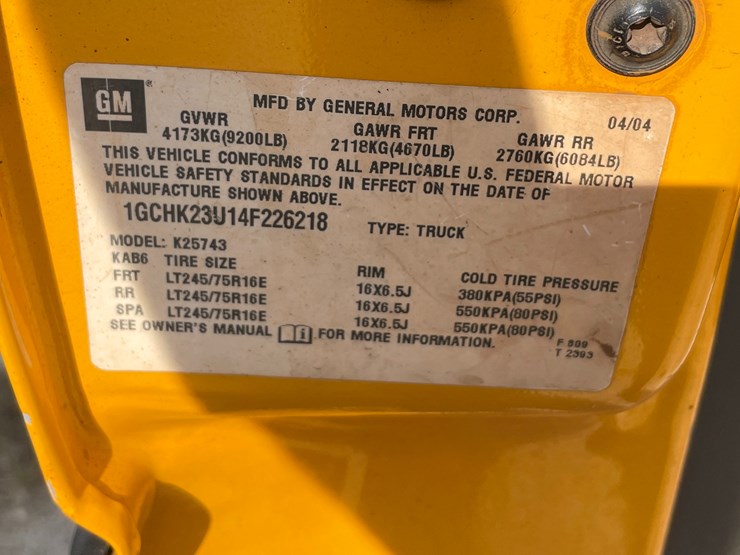 GM
MFD BY GENERAL MOTORS CORP. 04/04
GVWR GAWR FRT GAWR RR
4173KG(9200LB) 2118KG(4670LB) 2760KG(6084LB)
THIS VEHICLE CONFORMS TO ALL APPLICABLE U.S. FEDERAL MOTOR
VEHICLE SAFETY STANDARDS IN EFFECT ON THE DATE OF
MANUFACTURE SHOWN ABOVE.
1GCHK23U14F226218 TYPE: TRUCK
MODEL: K25743
KAB6 TIRE SIZE RIM COLD TIRE PRESSURE
FRT LT245/75R16E 16X6.5J 380KPA(55PSI)
RR LT245/75R16E 16X6.5J 550KPA(80PSI)
SPA LT245/75R16E 16X6.5J 550KPA(80PSI)
SEE OWNER'S MANUAL FOR MORE INFORMATION.
F 809
T 2393